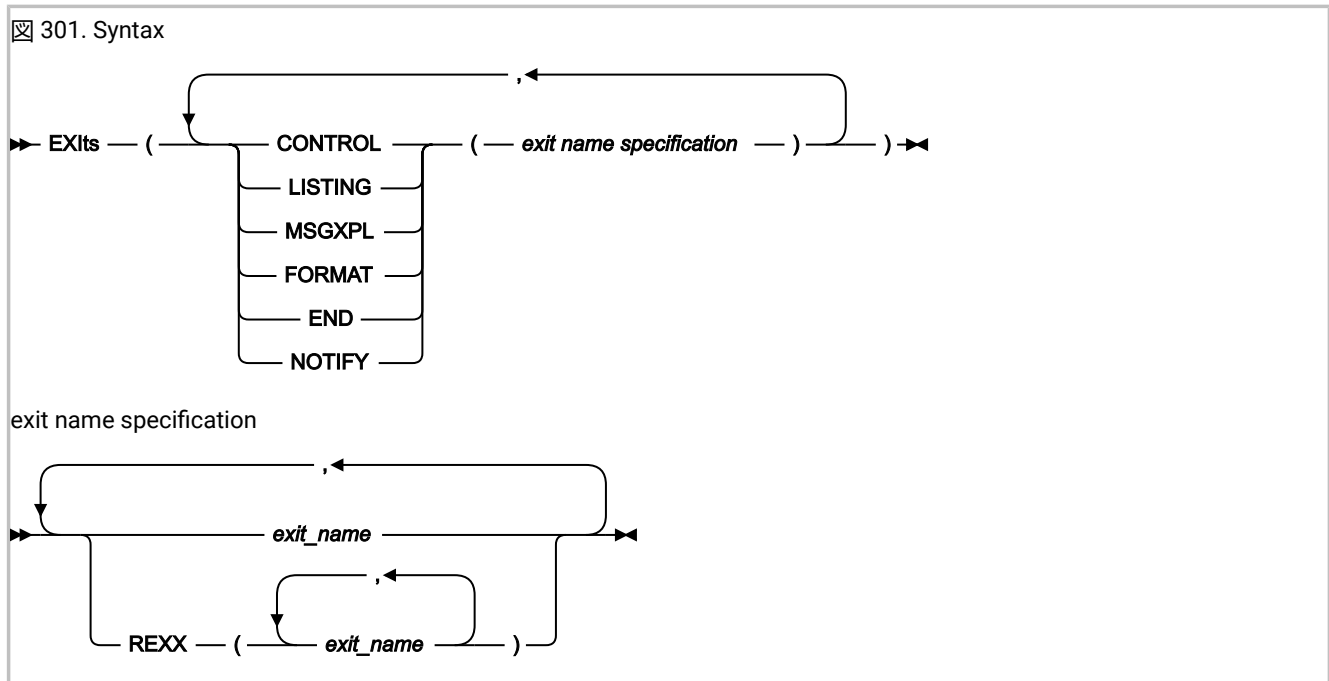 図 301. Syntax
,
EXIts ( CONTROL ( exit name specification ) )
LISTING
MSGXPL
FORMAT
END
NOTIFY
exit name specification
,
exit_name
,
REXX ( exit_name )